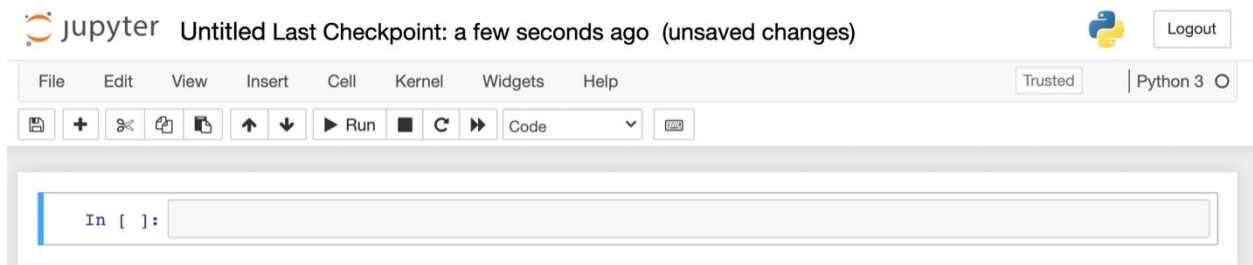 jupyter Untitled Last Checkpoint: a few seconds ago (unsaved changes) Logout
File Edit View Insert Cell Kernel Widgets Help Trusted Python 3
Run Code
In [ ]: